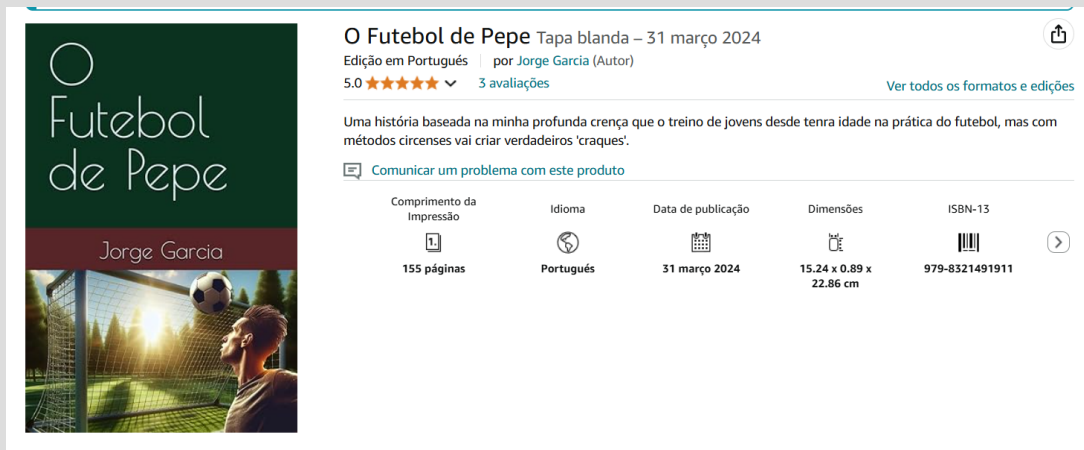 O
Futebol
de Pepe
Jorge Garcia
O Futebol de Pepe Tapa blanda – 31 março 2024
Edição em Português por Jorge Garcia (Autor)
5.0 3 avaliações
Ver todos os formatos e edições
Uma história baseada na minha profunda crença que o treino de jovens desde tenra idade na prática do futebol, mas com
métodos circenses vai criar verdadeiros 'craques'.
Comunicar um problema com este produto
Comprimento da
Impressão
1.
155 páginas
Idioma
Português
Data de publicação
31 março 2024
Dimensões
15.24 x 0.89 x
22.86 cm
ISBN-13
979-8321491911